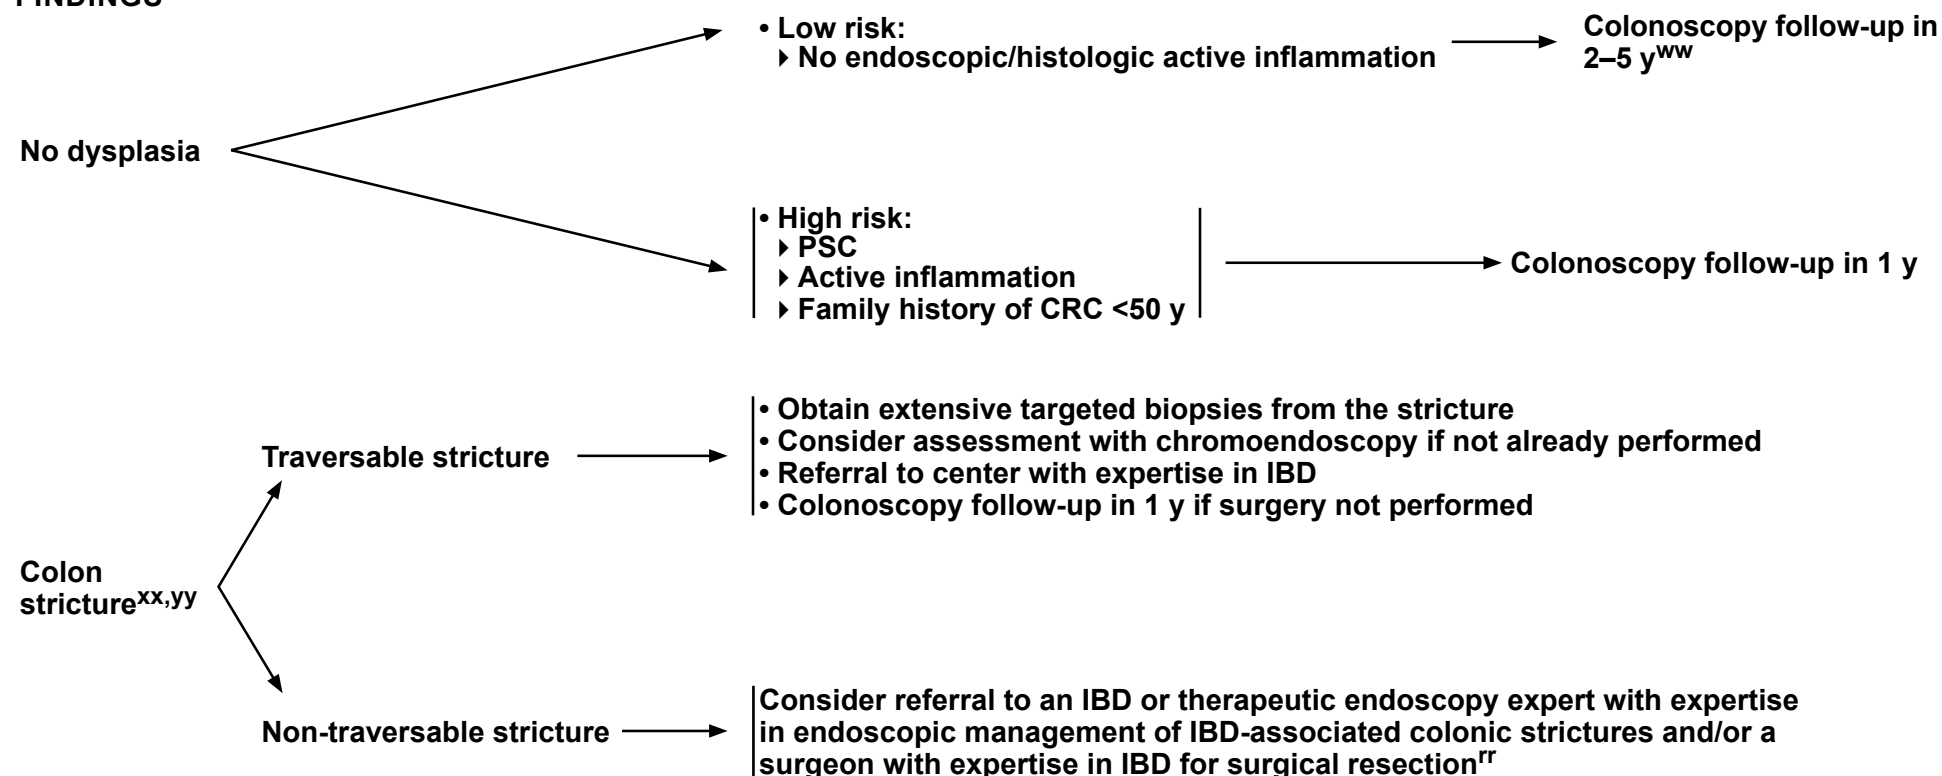 FINDINGS
• Low risk:
▸ No endoscopic/histologic active inflammation
Colonoscopy follow-up in
2–5 yʷʷ
No dysplasia
• High risk:
▸ PSC
▸ Active inflammation
▸ Family history of CRC <50 y
Colonoscopy follow-up in 1 y
Traversable stricture
• Obtain extensive targeted biopsies from the stricture
• Consider assessment with chromoendoscopy if not already performed
• Referral to center with expertise in IBD
• Colonoscopy follow-up in 1 y if surgery not performed
Colon
strictureˣˣ,ʸʸ
Non-traversable stricture
Consider referral to an IBD or therapeutic endoscopy expert with expertise
in endoscopic management of IBD-associated colonic strictures and/or a
surgeon with expertise in IBD for surgical resectionʳʳ